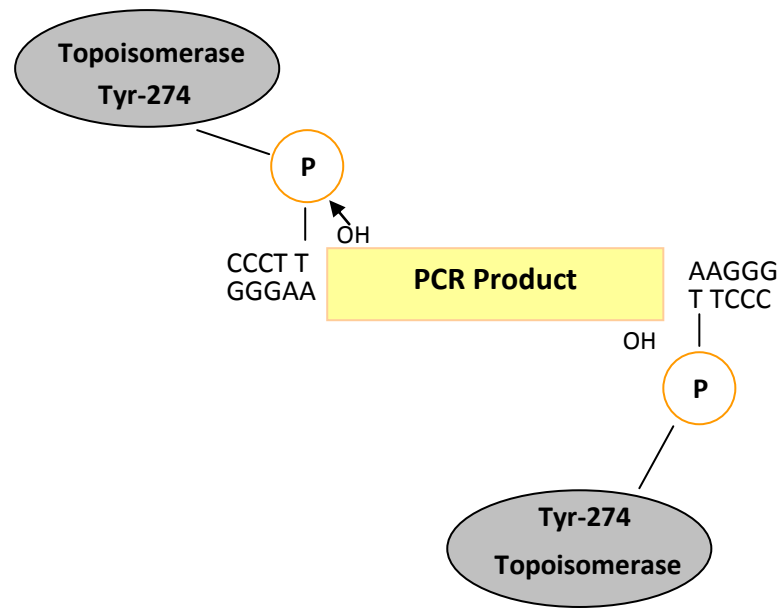 Topoisomerase
Tyr-274
P
OH
CCCT T
GGGAA
PCR Product
AAGGG
T TCCC
OH
P
Tyr-274
Topoisomerase